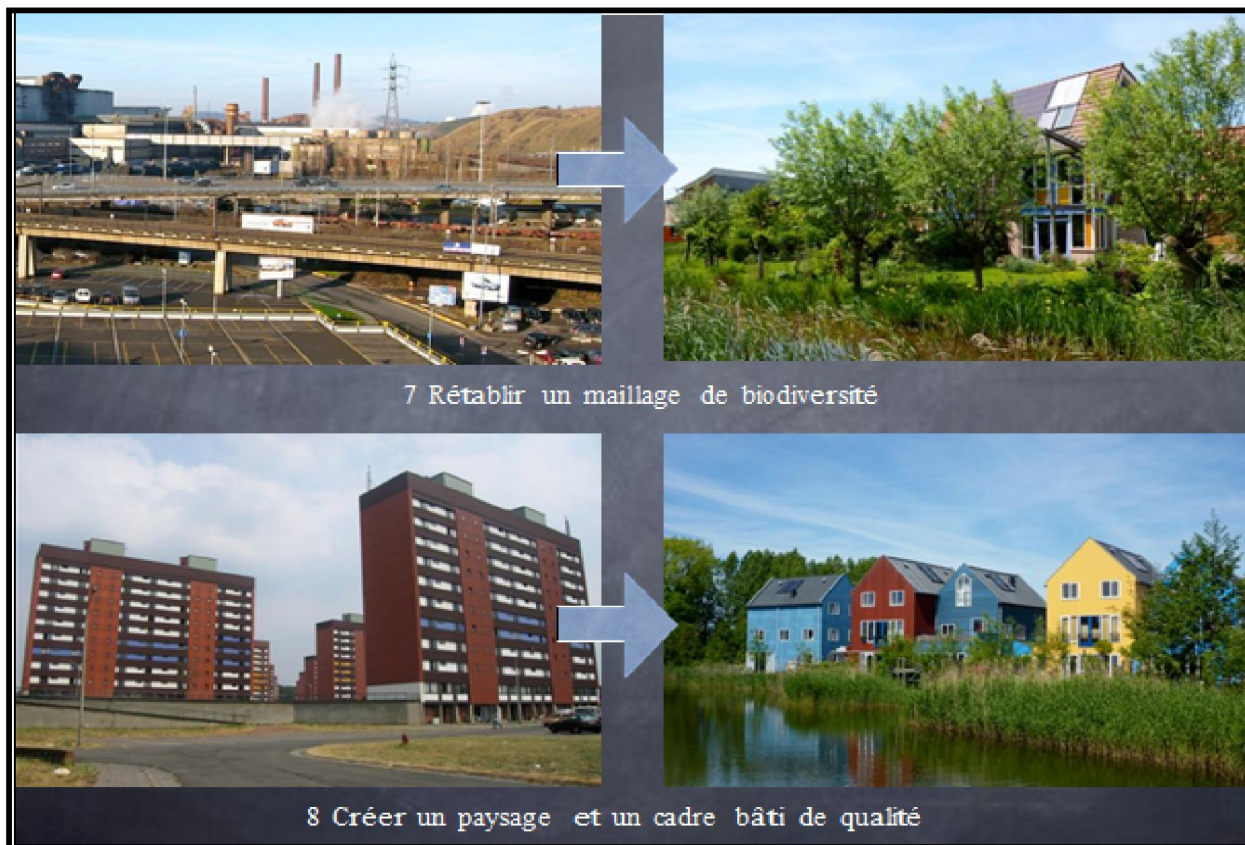 7 Rétablir un maillage de biodiversité
8 Créer un paysage et un cadre bâti de qualité